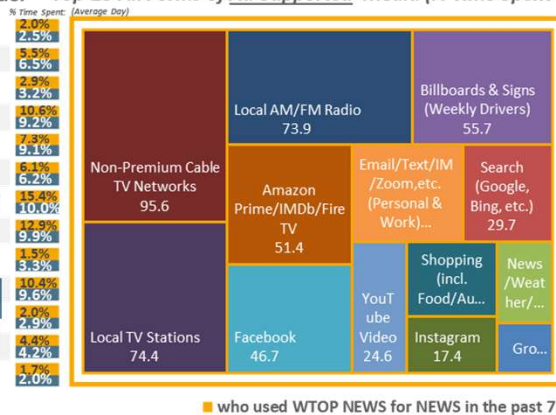 % Time Spent: (Average Day)
2.0%
2.5%
5.5%
6.5%
2.9%
3.2%
10.6%
9.2%
7.3%
9.1%
6.1%
6.2%
15.4%
10.0%
12.9%
9.9%
1.5%
3.3%
10.4%
9.6%
2.0%
2.9%
4.4%
4.2%
1.7%
2.0%
Non-Premium Cable
TV Networks
95.6
Local TV Stations
74.4
Local AM/FM Radio
73.9
Billboards & Signs
(Weekly Drivers)
55.7
Amazon
Prime/IMDb/Fire
TV
51.4
Facebook
46.7
Email/Text/IM
/Zoom,etc.
(Personal &
Work)...
Search
(Google,
Bing, etc.)
29.7
YouT
ube
Video
24.6
Shopping
(incl.
Food/Au...
Instagram
17.4
News
/Weat
her/...
Gro...
who used WTOP NEWS for NEWS in the past 7